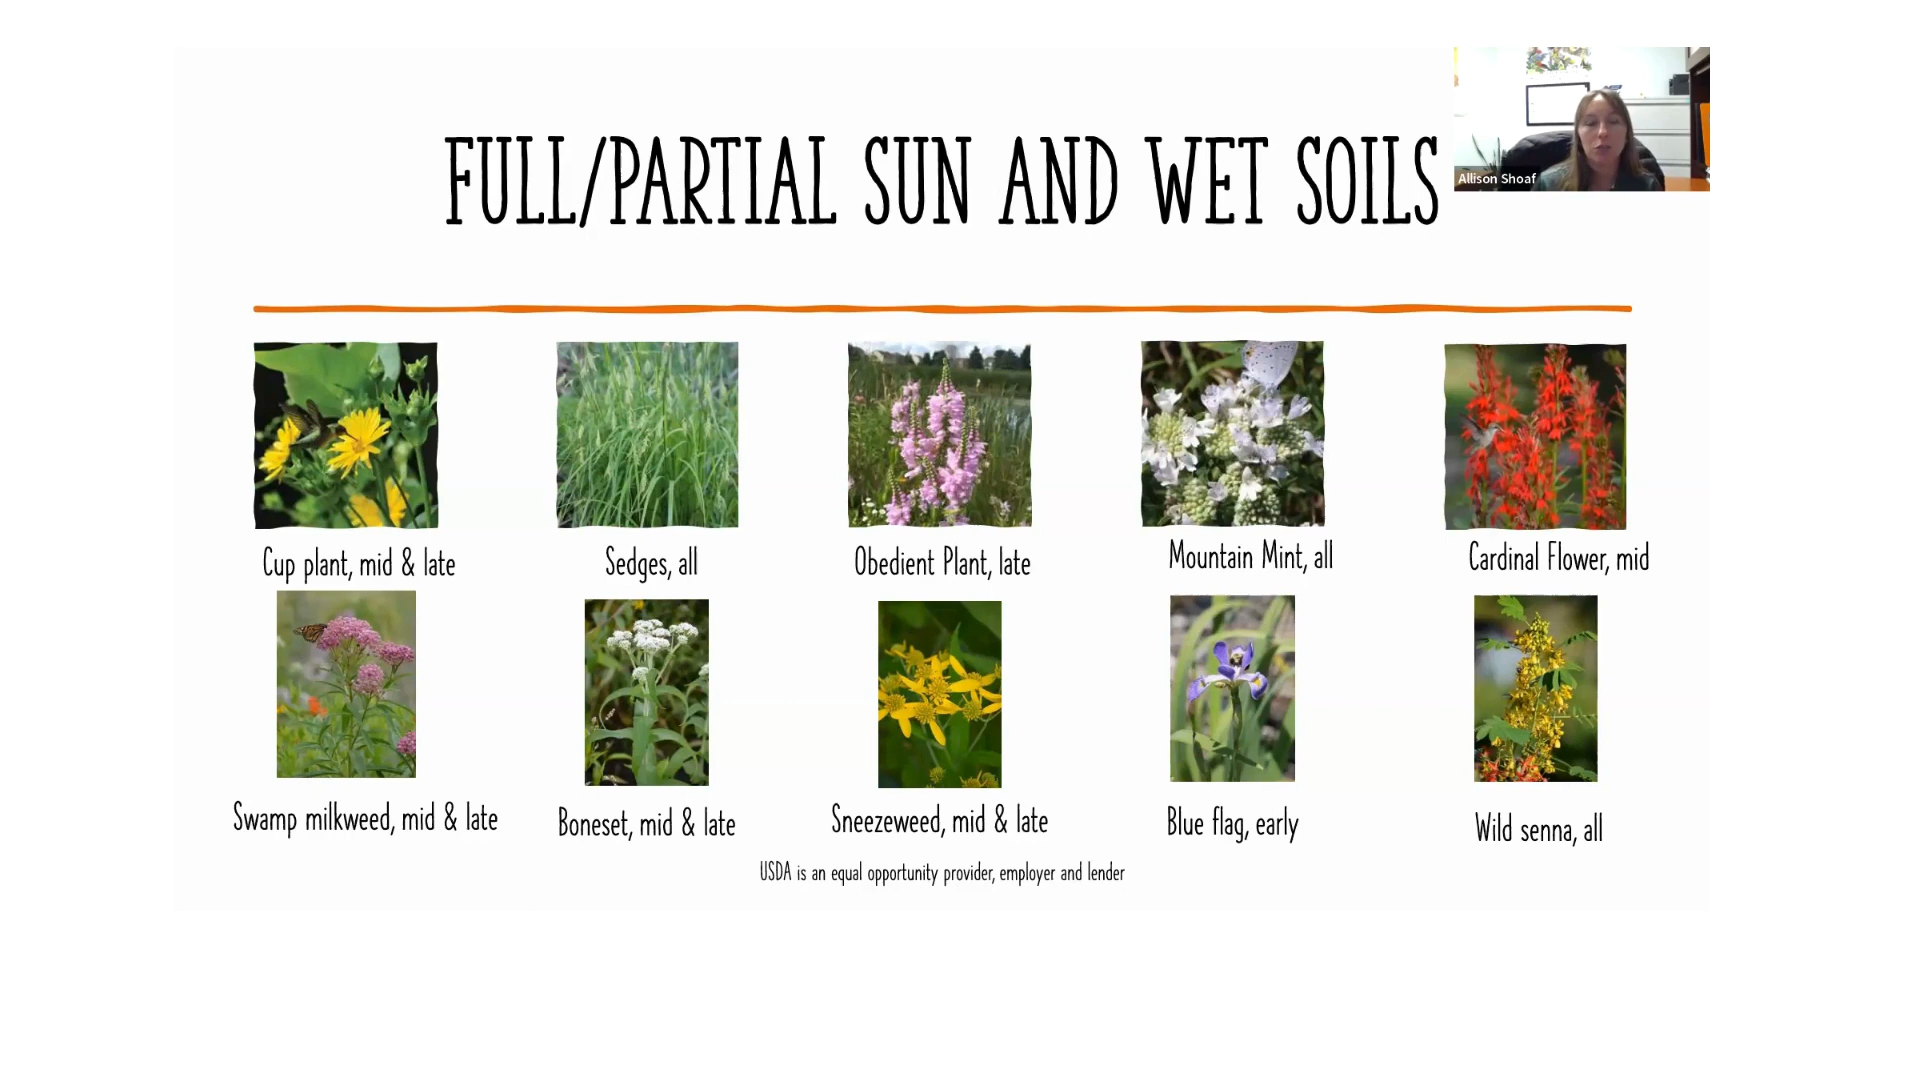 FULL/PARTIAL SUN AND WET SOILS
Allison Shoaf
Cup plant, mid & late
Sedges, all
Obedient Plant, late
Mountain Mint, all
Cardinal Flower, mid
Swamp milkweed, mid & late
Boneset, mid & late
Sneezeweed, mid & late
Blue flag, early
Wild senna, all
USDA is an equal opportunity provider, employer and lender